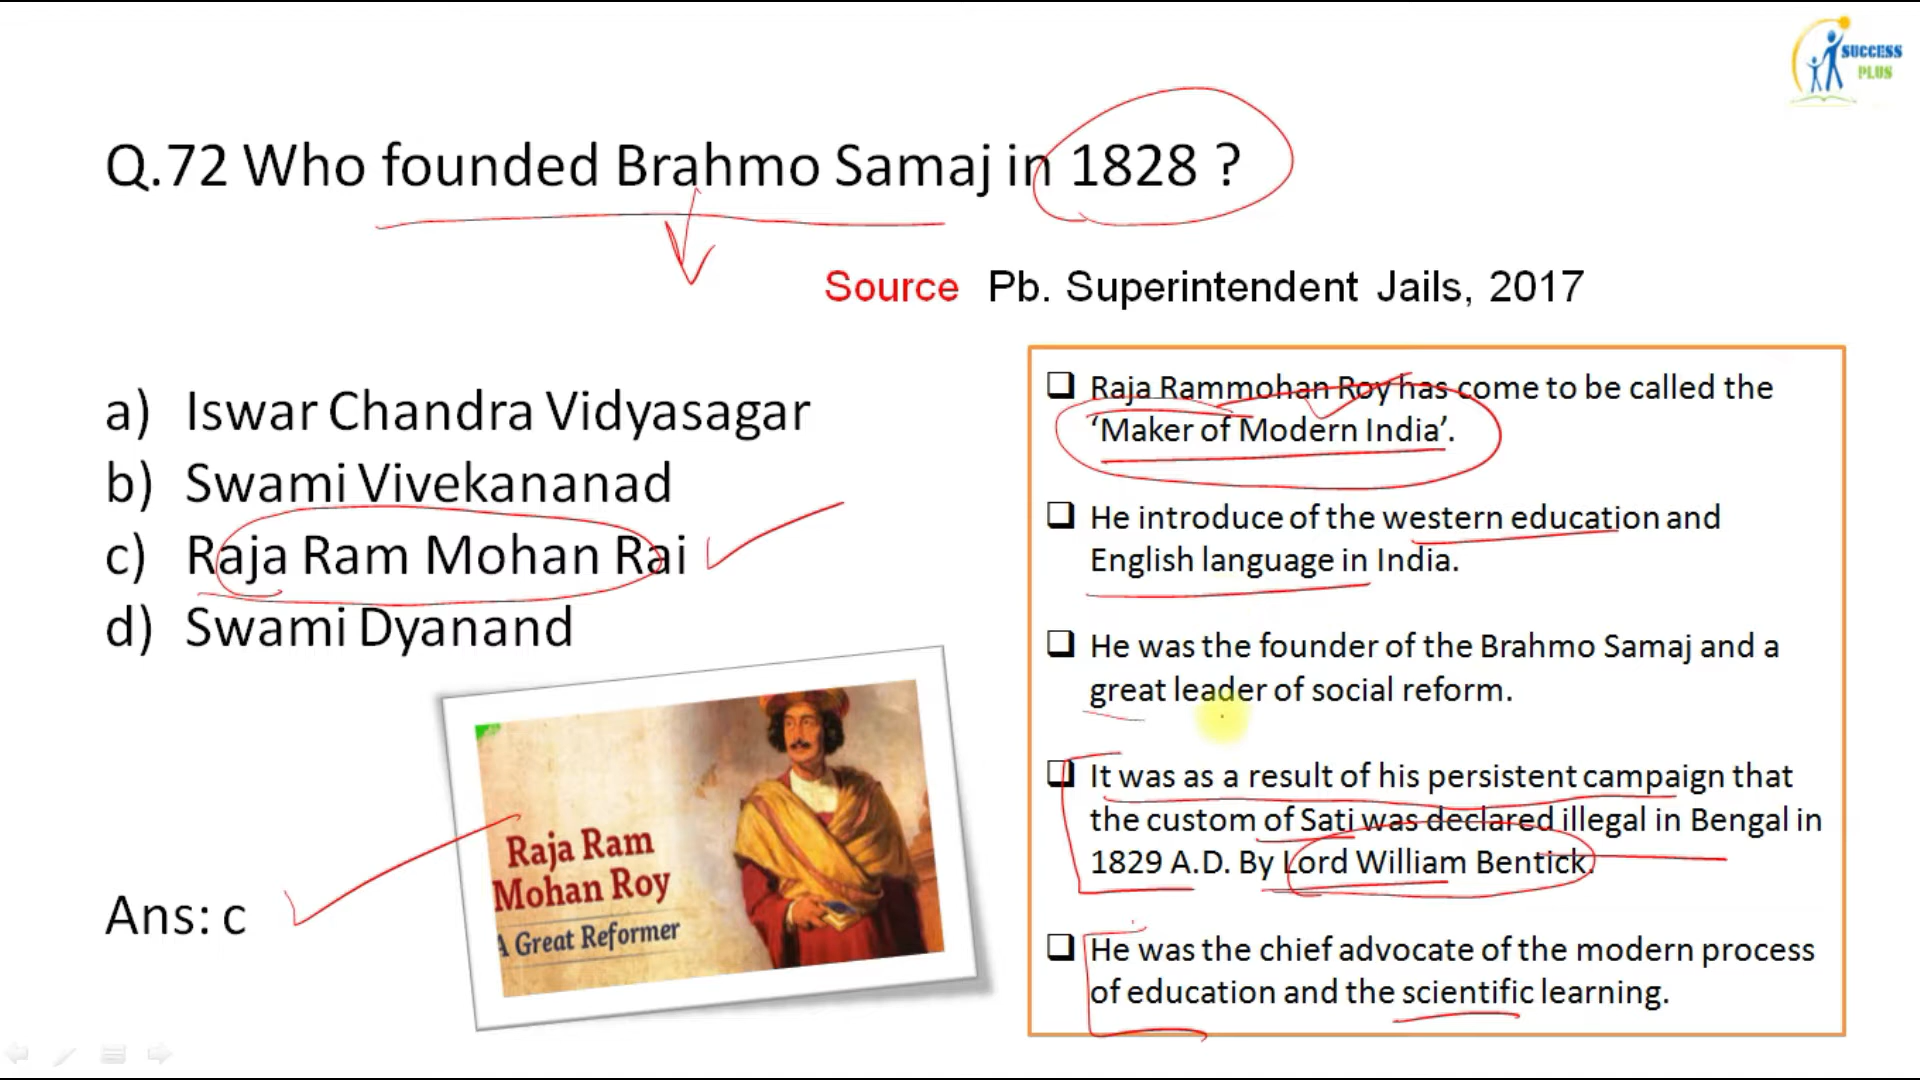 SUCCESS
PLUS
Q.72 Who founded Brahmo Samaj in 1828 ?
Source Pb. Superintendent Jails, 2017
a) Iswar Chandra Vidyasagar
b) Swami Vivekananad
c) Raja Ram Mohan Rai
d) Swami Dyanand
Raja Ram
Mohan Roy
A Great Reformer
Ans: c
Raja Rammohan Roy has come to be called the
‘Maker of Modern India’.
He introduce of the western education and
English language in India.
He was the founder of the Brahmo Samaj and a
great leader of social reform.
It was as a result of his persistent campaign that
the custom of Sati was declared illegal in Bengal in
1829 A.D. By Lord William Bentick.
He was the chief advocate of the modern process
of education and the scientific learning.